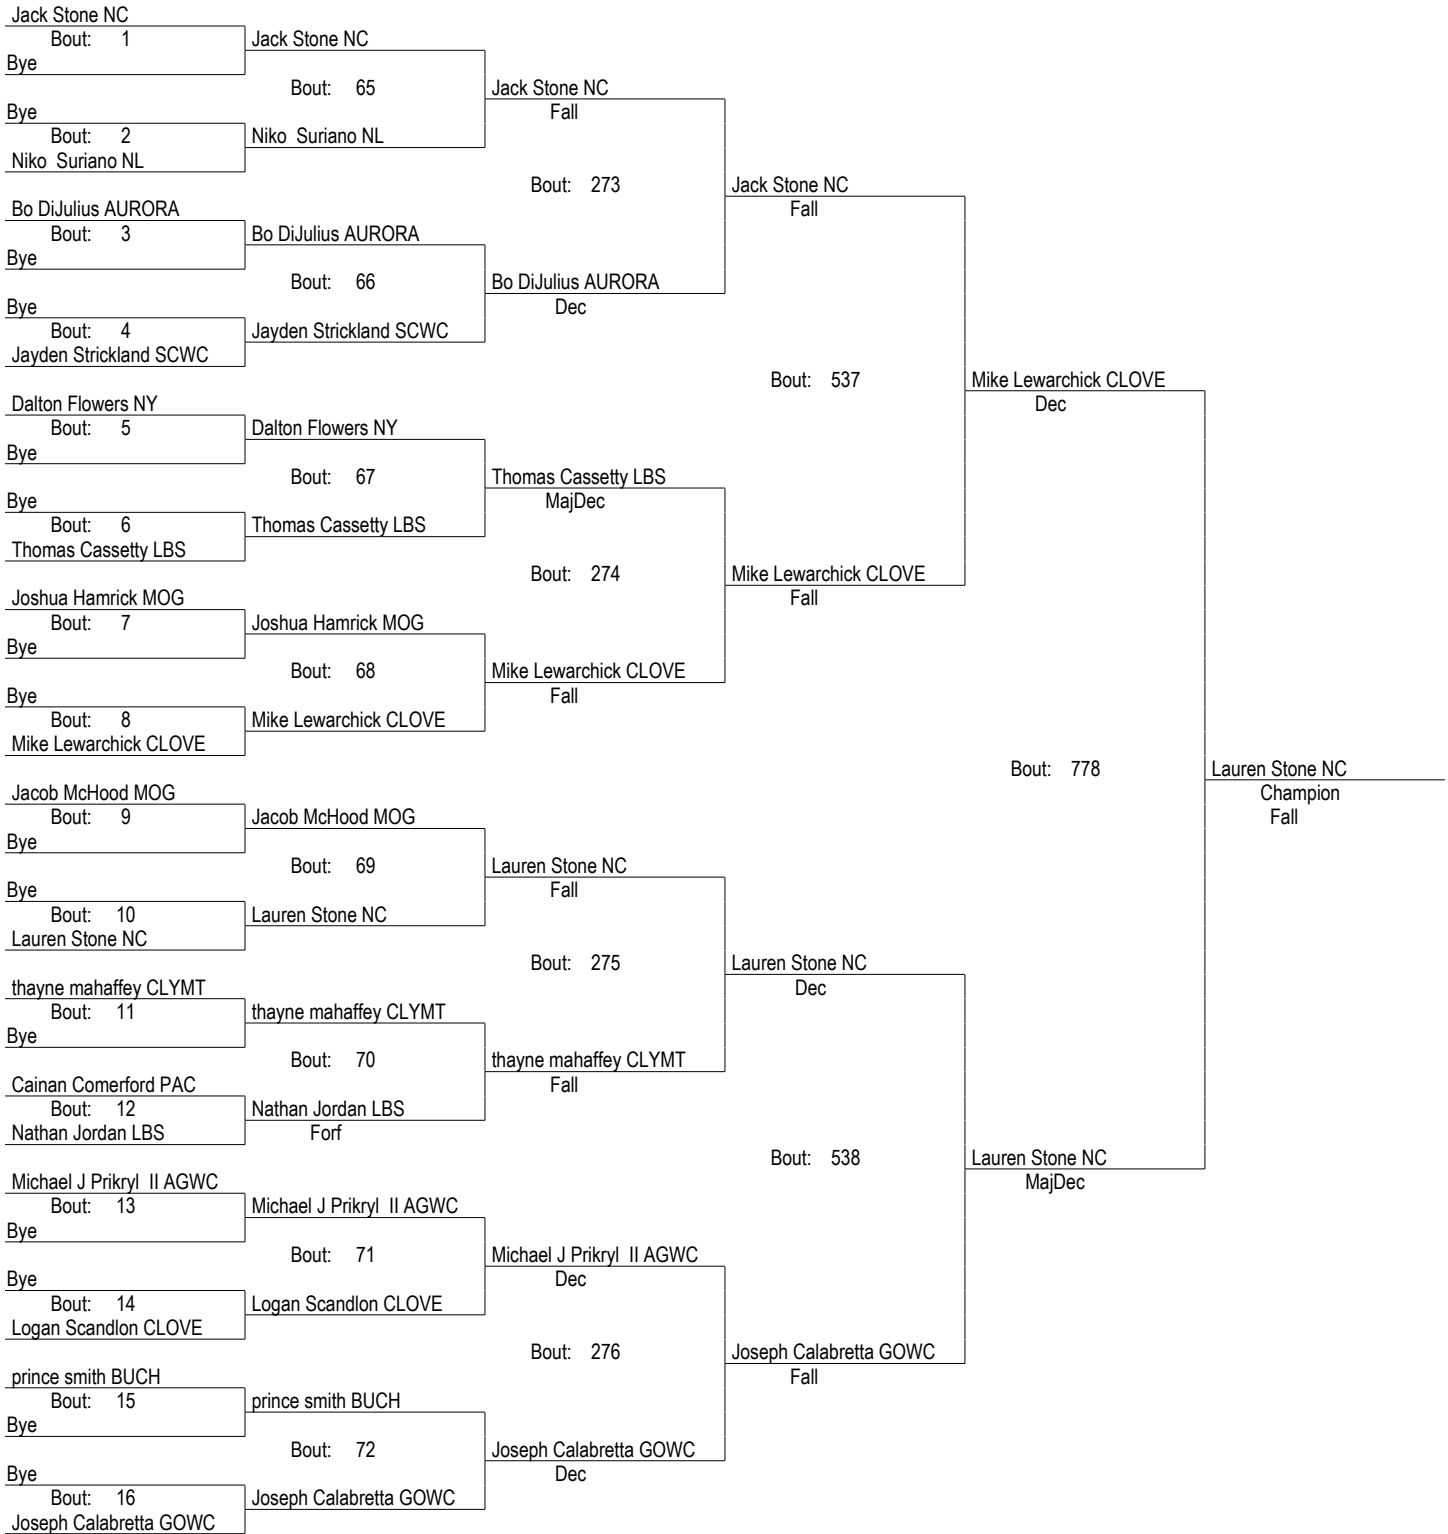 Jack Stone NC
Bout: 1
Bye
Jack Stone NC
Bout: 65
Bye
Bout: 2
Niko Suriano NL
Niko Suriano NL
Jack Stone NC
Fall
Bout: 273
Bo DiJulius AURORA
Bout: 3
Bye
Bo DiJulius AURORA
Bout: 66
Bye
Bout: 4
Jayden Strickland SCWC
Jayden Strickland SCWC
Bo DiJulius AURORA
Dec
Jack Stone NC
Fall
Bout: 537
Dalton Flowers NY
Bout: 5
Bye
Dalton Flowers NY
Bout: 67
Bye
Bout: 6
Thomas Cassetty LBS
Thomas Cassetty LBS
Thomas Cassetty LBS
MajDec
Bout: 274
Joshua Hamrick MOG
Bout: 7
Bye
Joshua Hamrick MOG
Bout: 68
Bye
Bout: 8
Mike Lewarchick CLOVE
Mike Lewarchick CLOVE
Mike Lewarchick CLOVE
Fall
Mike Lewarchick CLOVE
Fall
Mike Lewarchick CLOVE
Dec
Bout: 778
Lauren Stone NC
Champion
Fall
Jacob McHood MOG
Bout: 9
Bye
Jacob McHood MOG
Bout: 69
Bye
Bout: 10
Lauren Stone NC
Lauren Stone NC
Lauren Stone NC
Fall
Bout: 275
thayne mahaffey CLYMT
Bout: 11
Bye
thayne mahaffey CLYMT
Bout: 70
Cainan Comerford PAC
Bout: 12
Nathan Jordan LBS
Nathan Jordan LBS
Forf
thayne mahaffey CLYMT
Fall
Lauren Stone NC
Dec
Bout: 538
Lauren Stone NC
MajDec
Michael J Prikryl II AGWC
Bout: 13
Bye
Michael J Prikryl II AGWC
Bout: 71
Bye
Bout: 14
Logan Scandlon CLOVE
Logan Scandlon CLOVE
Michael J Prikryl II AGWC
Dec
Bout: 276
prince smith BUCH
Bout: 15
Bye
prince smith BUCH
Bout: 72
Bye
Bout: 16
Joseph Calabretta GOWC
Joseph Calabretta GOWC
Joseph Calabretta GOWC
Dec
Joseph Calabretta GOWC
Fall